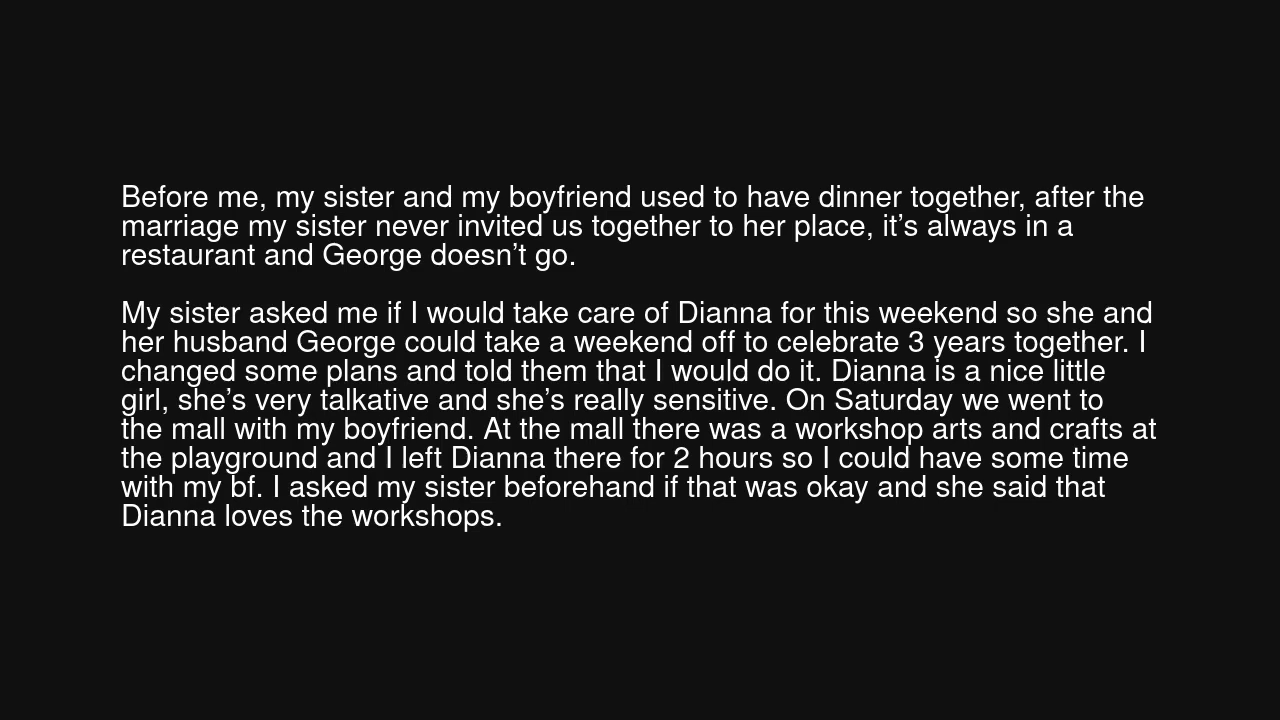 Before me, my sister and my boyfriend used to have dinner together, after the
marriage my sister never invited us together to her place, it’s always in a
restaurant and George doesn’t go.
My sister asked me if I would take care of Dianna for this weekend so she and
her husband George could take a weekend off to celebrate 3 years together. I
changed some plans and told them that I would do it. Dianna is a nice little
girl, she’s very talkative and she’s really sensitive. On Saturday we went to
the mall with my boyfriend. At the mall there was a workshop arts and crafts at
the playground and I left Dianna there for 2 hours so I could have some time
with my bf. I asked my sister beforehand if that was okay and she said that
Dianna loves the workshops.